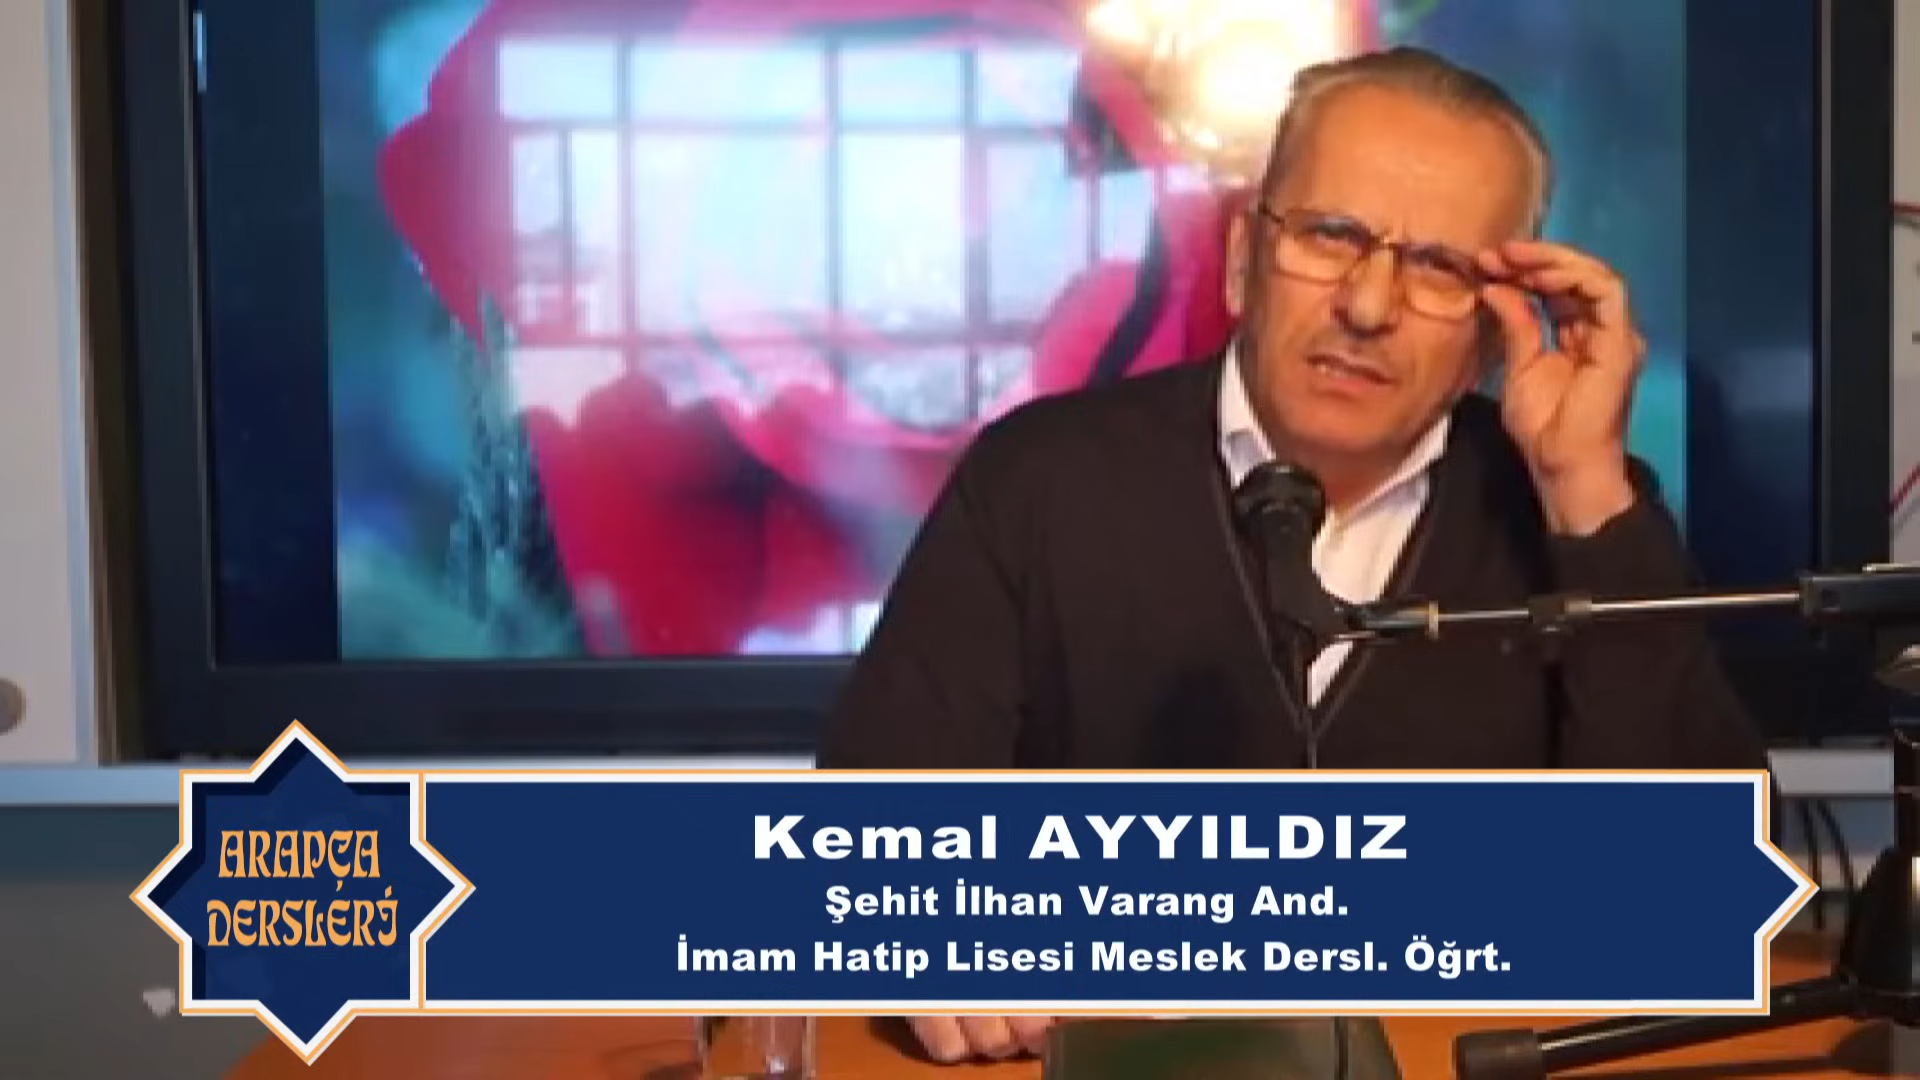 ARAPÇA
DERSLERİ
Kemal AYYILDIZ
Şehit İlhan Varang And.
İmam Hatip Lisesi Meslek Dersl. Öğrt.